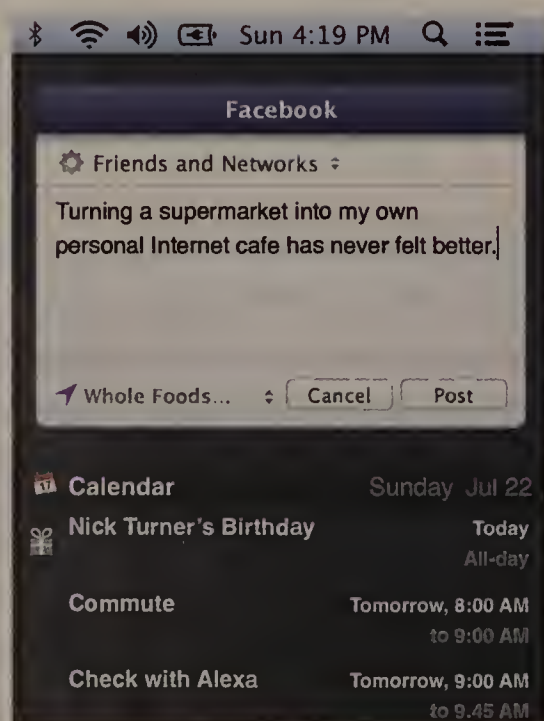 Sun 4:19 PM
Facebook
Friends and Networks
Turning a supermarket into my own
personal Internet cafe has never felt better.
Whole Foods...
Cancel
Post
17
Calendar
Sunday Jul 22
Nick Turner's Birthday
Today
All-day
Commute
Tomorrow, 8:00 AM
to 9:00 AM
Check with Alexa
Tomorrow, 9:00 AM
to 9.45 AM